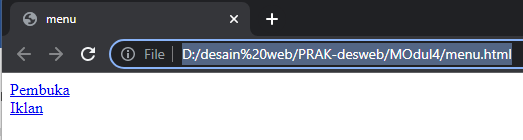 menu
File D:/desain%20web/PRAK-desweb/MOdul4/menu.html
Pembuka
Iklan